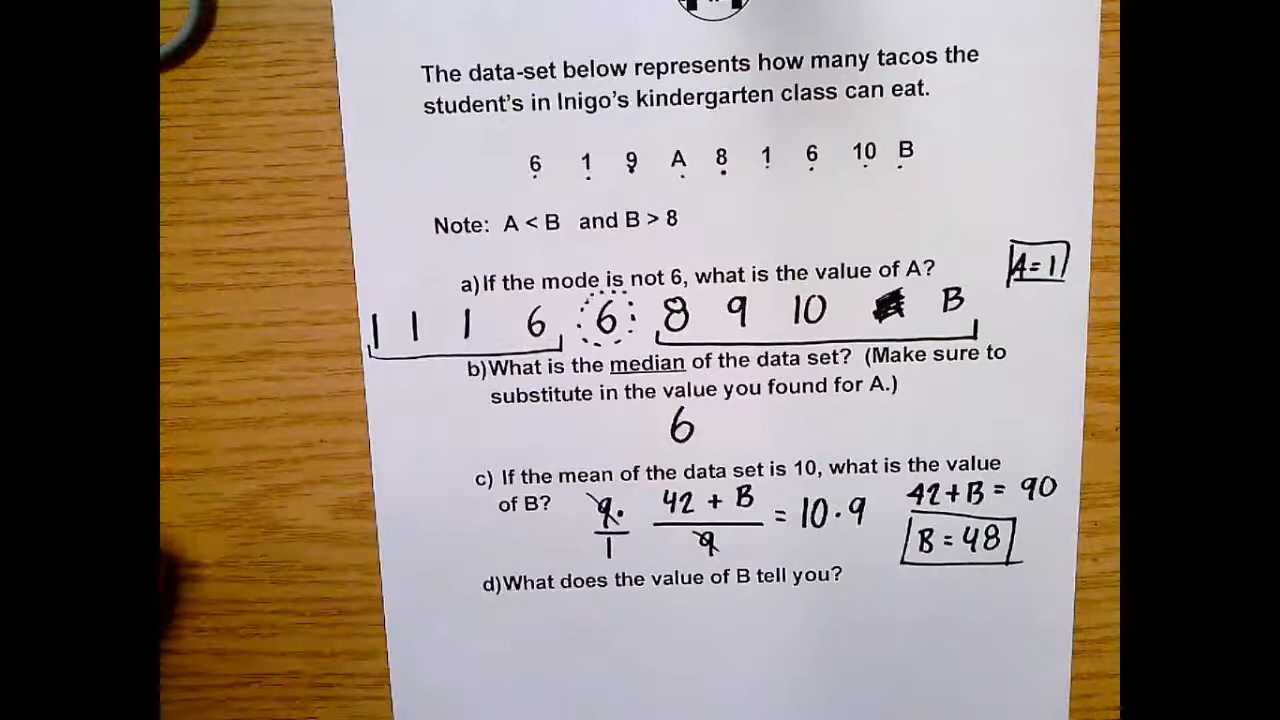 The data-set below represents how many tacos the
student's in Inigo's kindergarten class can eat.
6 1 9 A 8 1 6 10 B
Note: A < B and B > 8
a) If the mode is not 6, what is the value of A?
A = 1
1 1 1 6 6 8 9 10 B
b) What is the median of the data set? (Make sure to
substitute in the value you found for A.)
6
c) If the mean of the data set is 10, what is the value
of B?
9/1 · (42 + B)/9 = 10 · 9
42 + B = 90
B = 48
d) What does the value of B tell you?